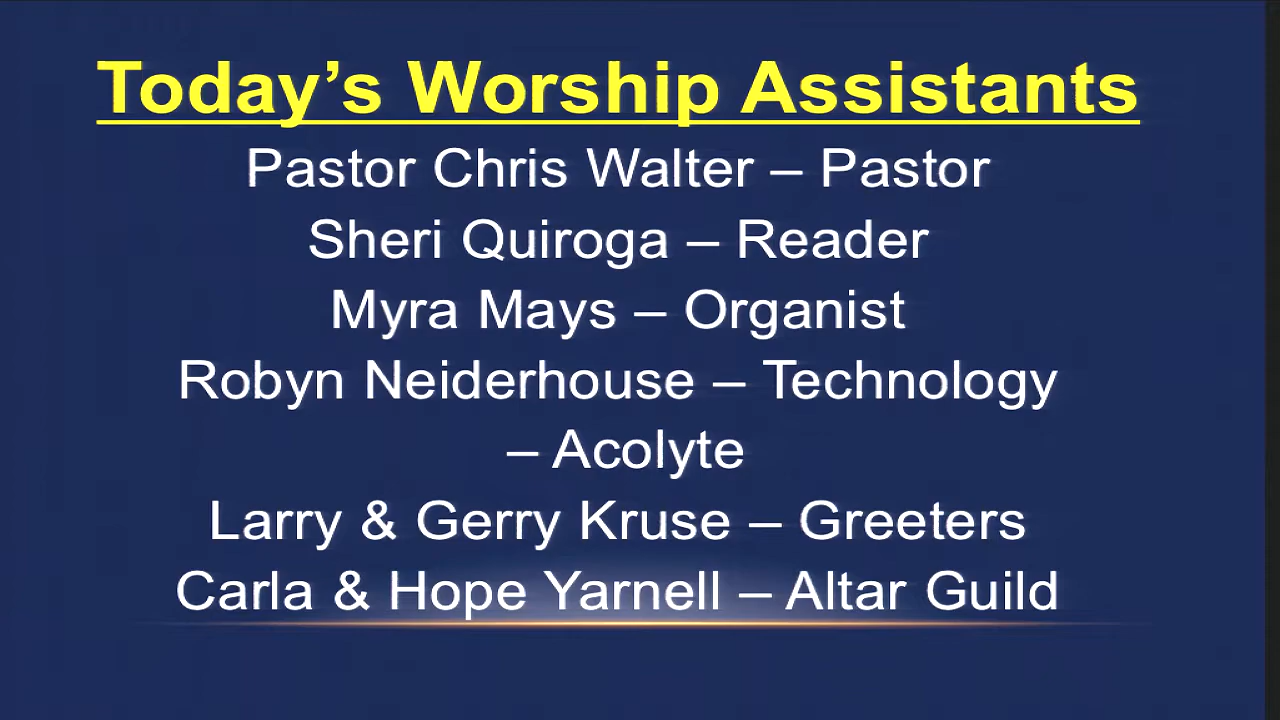 Today’s Worship Assistants
Pastor Chris Walter – Pastor
Sheri Quiroga – Reader
Myra Mays – Organist
Robyn Neiderhouse – Technology
– Acolyte
Larry & Gerry Kruse – Greeters
Carla & Hope Yarnell – Altar Guild